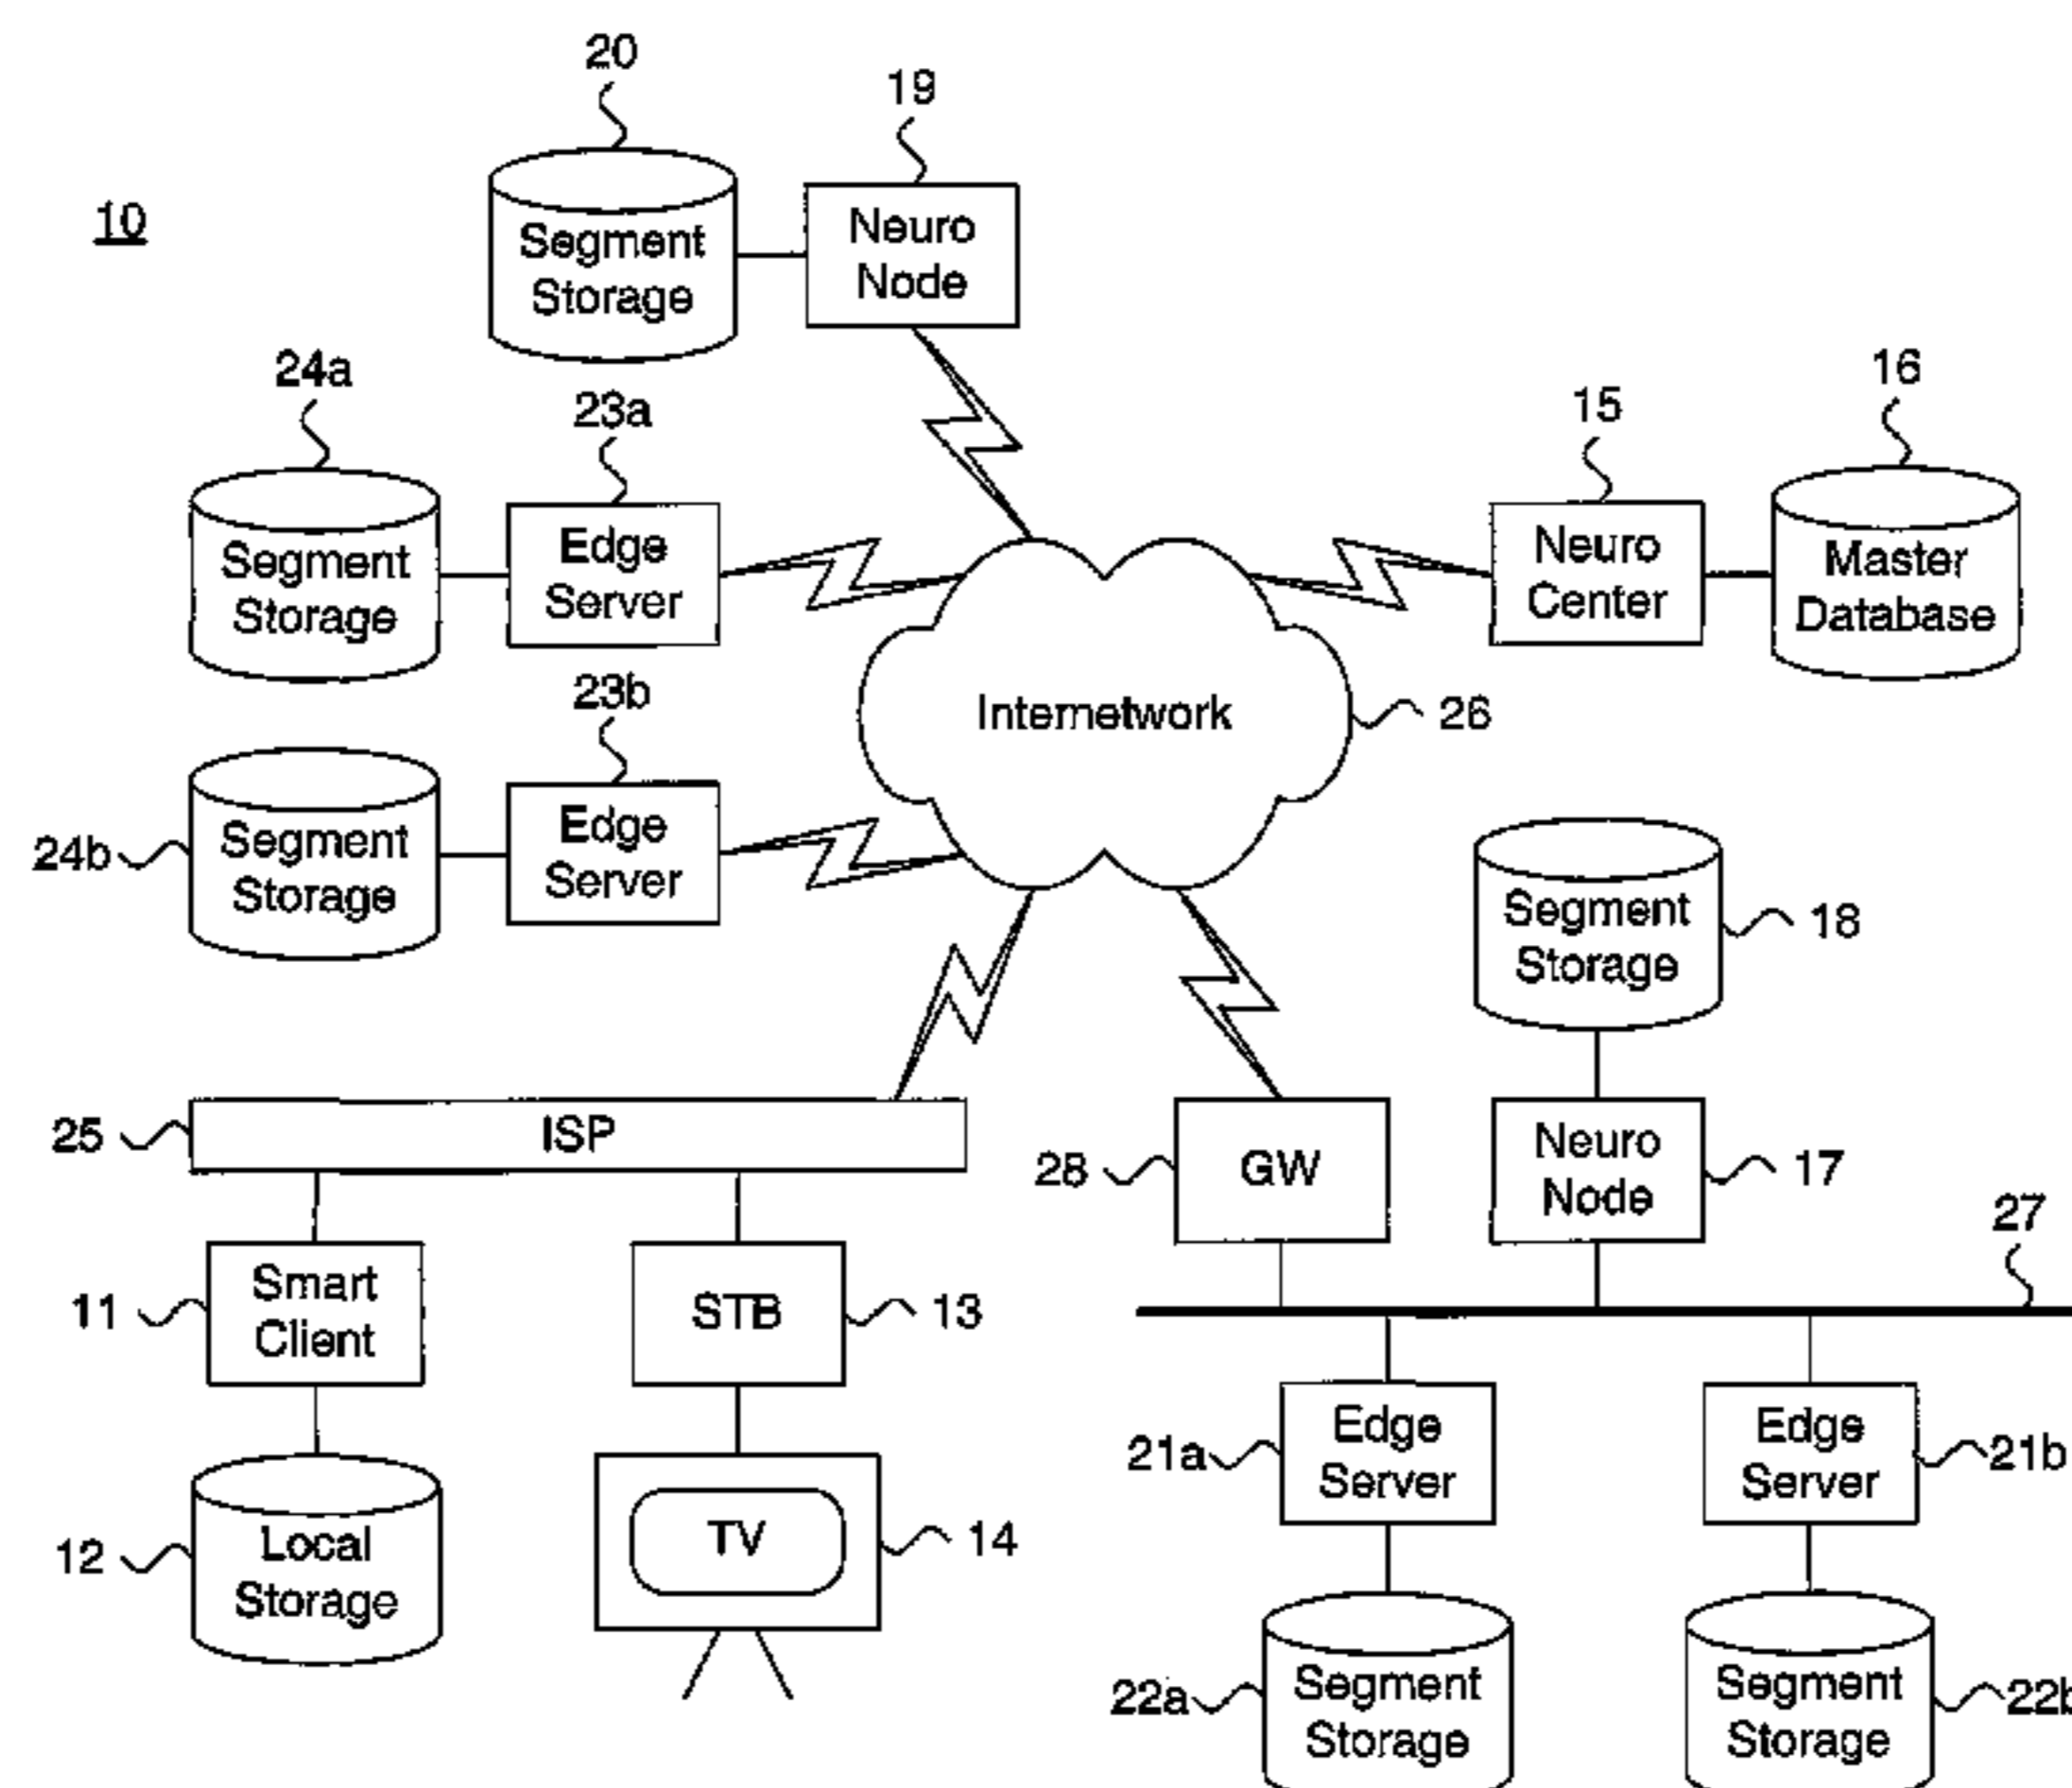 20
19
10
Segment
Storage
Neuro
Node
24a
23a
15
16
Segment
Storage
Edge
Server
Neuro
Center
Master
Database
23b
Internetwork
26
24b
Segment
Storage
Edge
Server
Segment
Storage
18
25
ISP
28
GW
Neuro
Node
17
27
11
Smart
Client
STB
13
21a
Edge
Server
Edge
Server
21b
12
Local
Storage
TV
14
22a
Segment
Storage
Segment
Storage
22b